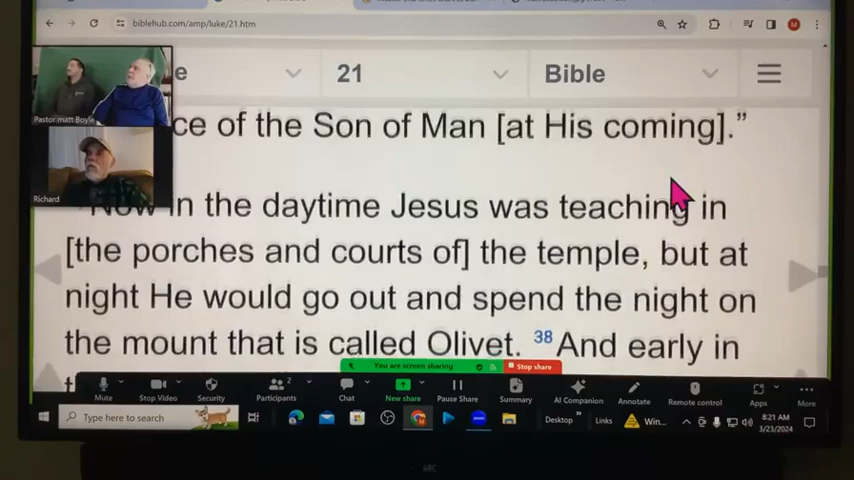 biblehub.com/amp/luke/21.htm
e
21
Bible
Pastor matt Boyle
Richard
ce of the Son of Man [at His coming].”
Now in the daytime Jesus was teaching in
[the porches and courts of] the temple, but at
night He would go out and spend the night on
the mount that is called Olivet. 38 And early in
You are screen sharing
Stop share
Mute
Stop Video
Security
Participants
2
Chat
New share
Pause Share
Summary
AI Companion
Annotate
Remote control
Apps
More
Type here to search
Desktop
Links
Win...
8:21 AM
3/23/2024